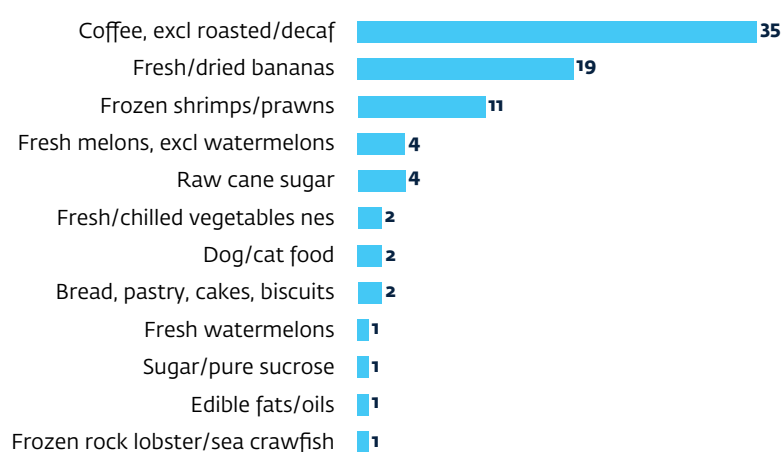 Coffee, excl roasted/decaf 35
Fresh/dried bananas 19
Frozen shrimps/prawns 11
Fresh melons, excl watermelons 4
Raw cane sugar 4
Fresh/chilled vegetables nes 2
Dog/cat food 2
Bread, pastry, cakes, biscuits 2
Fresh watermelons 1
Sugar/pure sucrose 1
Edible fats/oils 1
Frozen rock lobster/sea crawfish 1